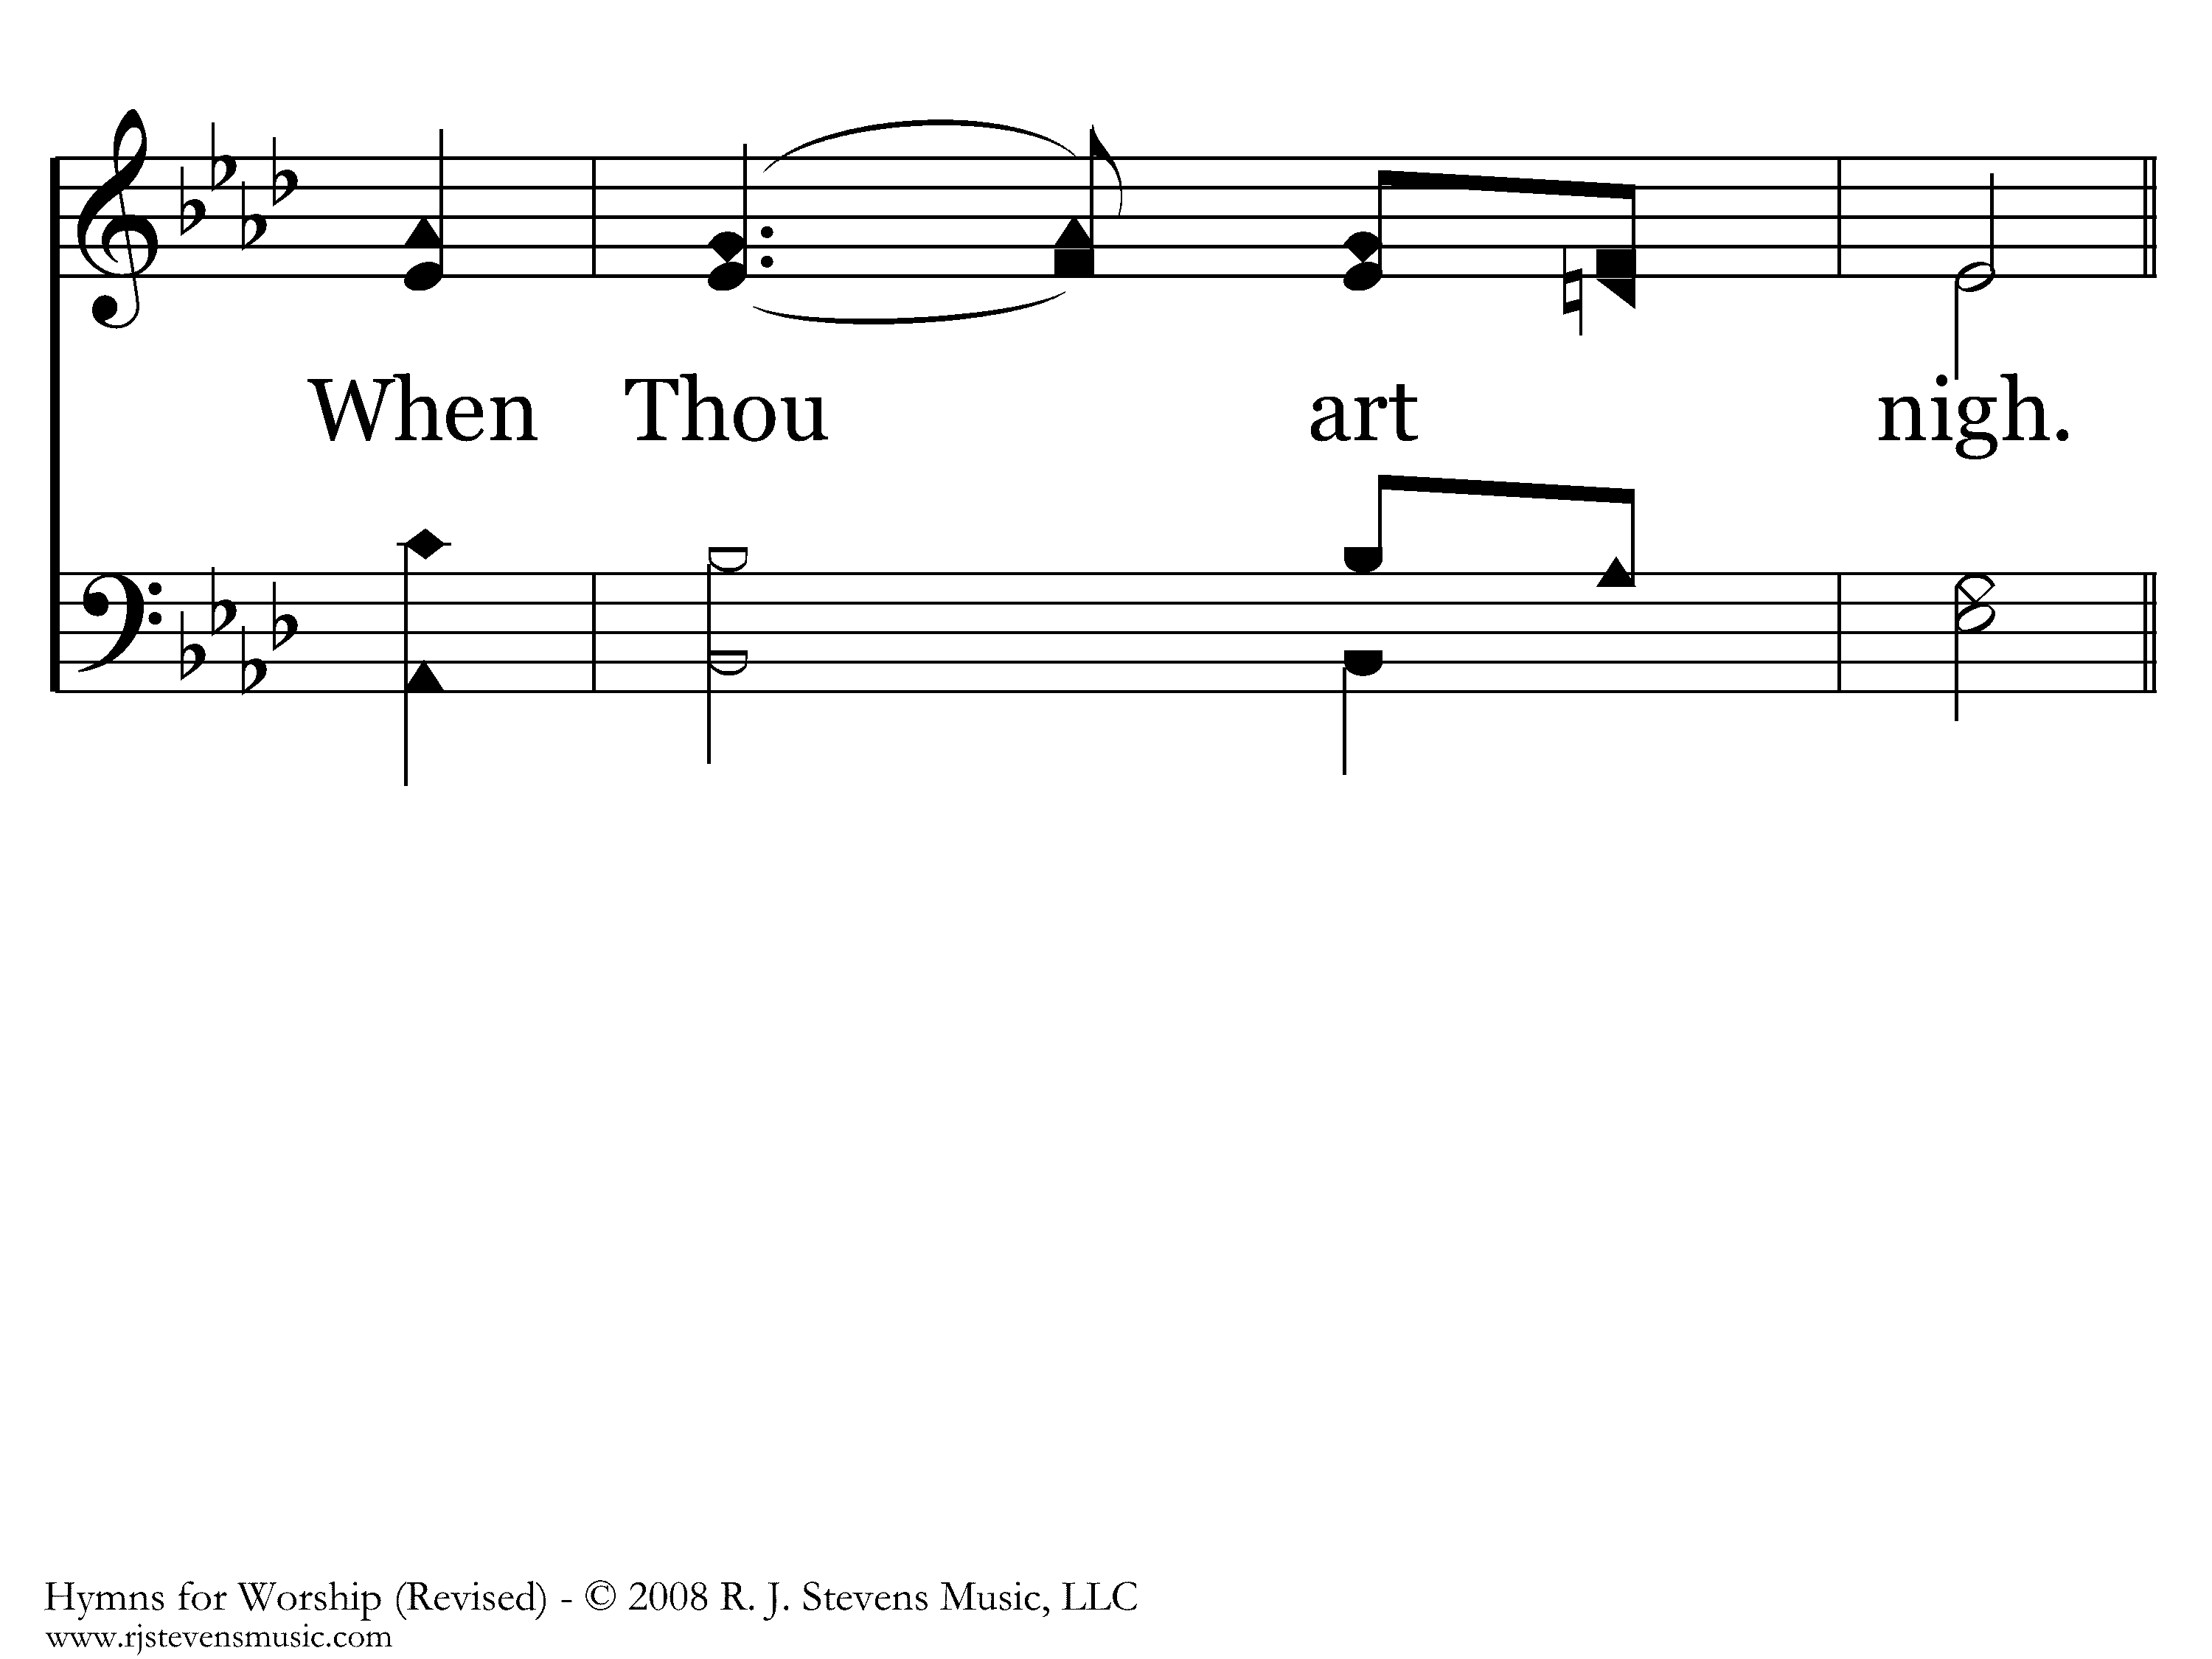 When Thou art nigh.
Hymns for Worship (Revised) - © 2008 R. J. Stevens Music, LLC
www.rjstevensmusic.com